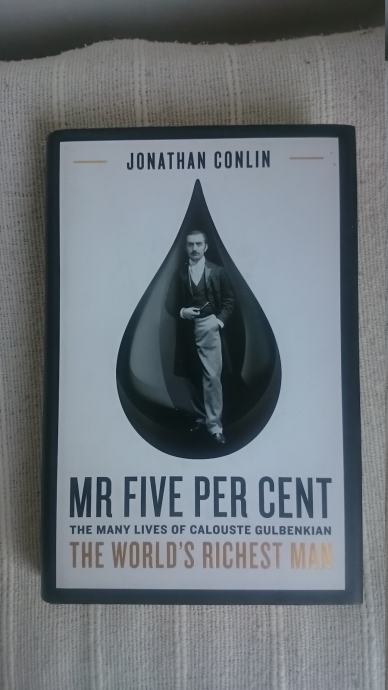 JONATHAN CONLIN
MR FIVE PER CENT
THE MANY LIVES OF CALOUSTE GULBENKIAN
THE WORLD'S RICHEST MAN